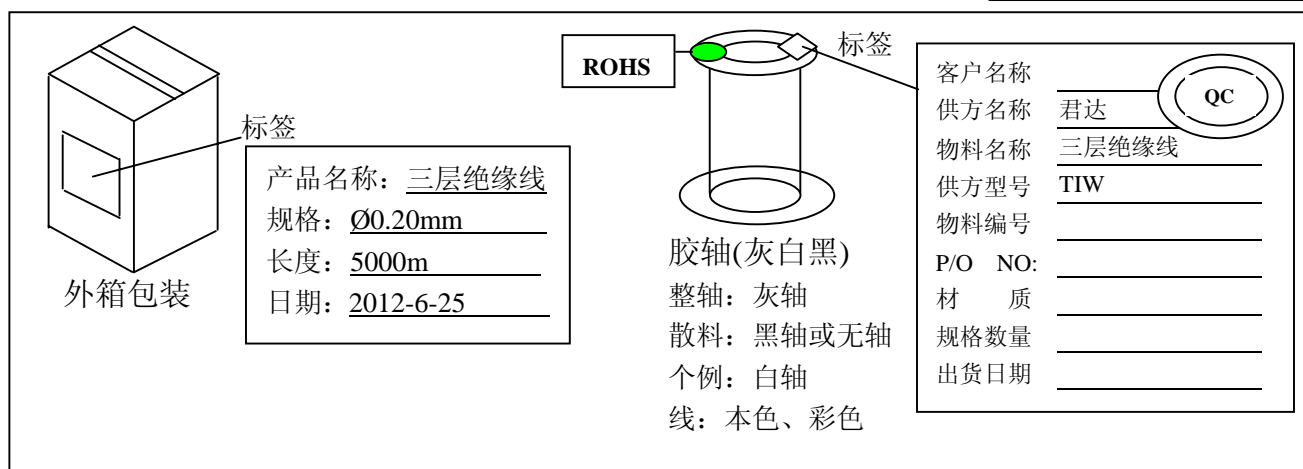 标签
产品名称：三层绝缘线
规格：Ø0.20mm
长度：5000m
日期：2012-6-25
外箱包装
ROHS
标签
胶轴(灰白黑)
整轴：灰轴
散料：黑轴或无轴
个例：白轴
线：本色、彩色
客户名称
QC
供方名称 君达
物料名称 三层绝缘线
供方型号 TIW
物料编号
P/O NO:
材 质
规格数量
出货日期